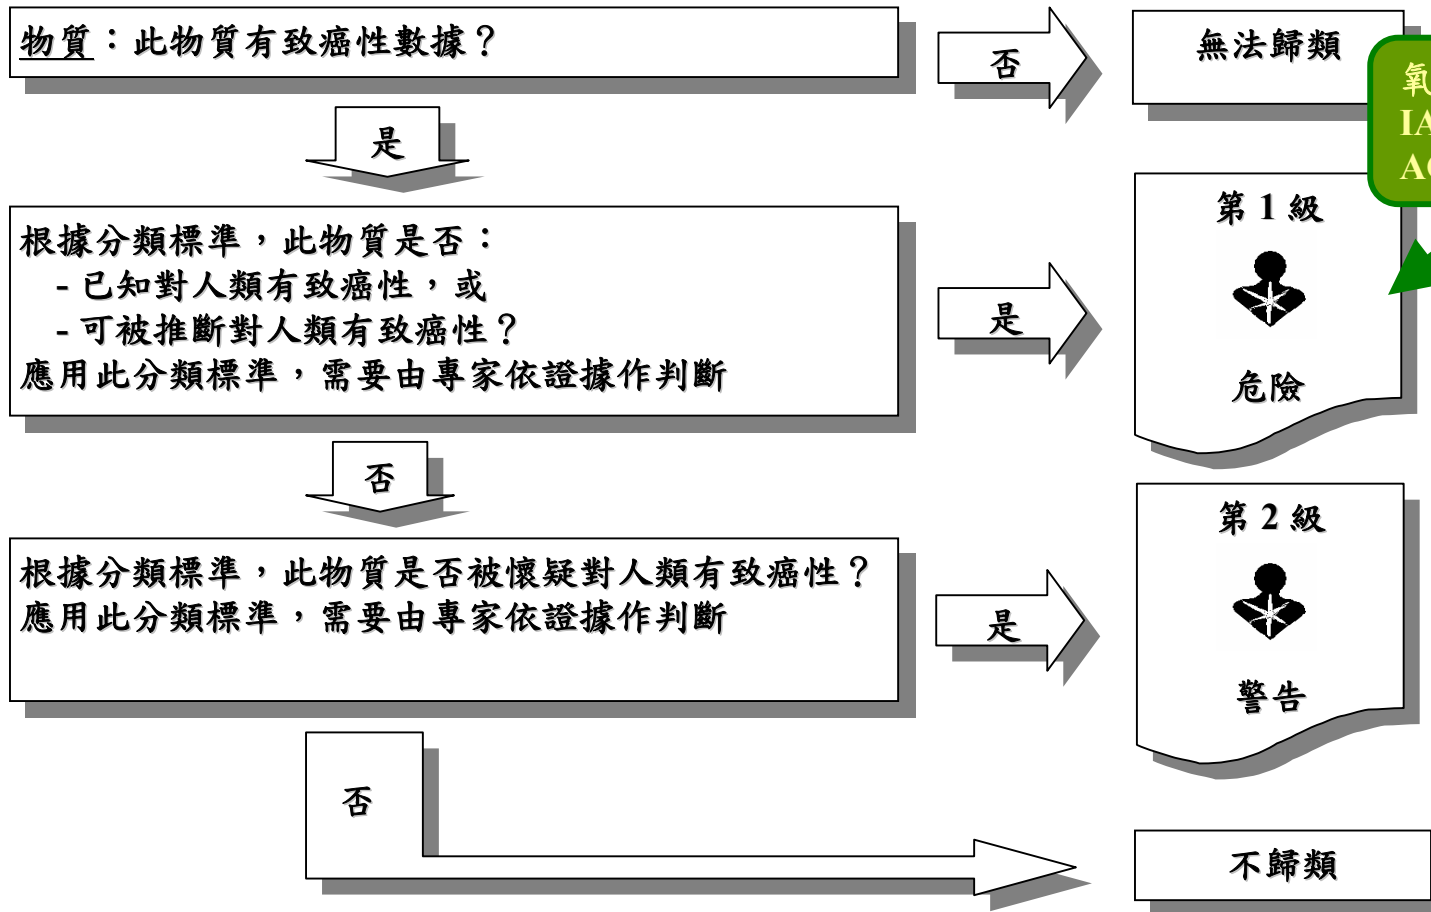 物質：此物質有致癌性數據？
否
無法歸類
氧
IA
是
根據分類標準，此物質是否：
- 已知對人類有致癌性，或
- 可被推斷對人類有致癌性？
應用此分類標準，需要由專家依證據作判斷
是
第 1 級
危險
否
根據分類標準，此物質是否被懷疑對人類有致癌性？
應用此分類標準，需要由專家依證據作判斷
是
第 2 級
警告
否
不歸類